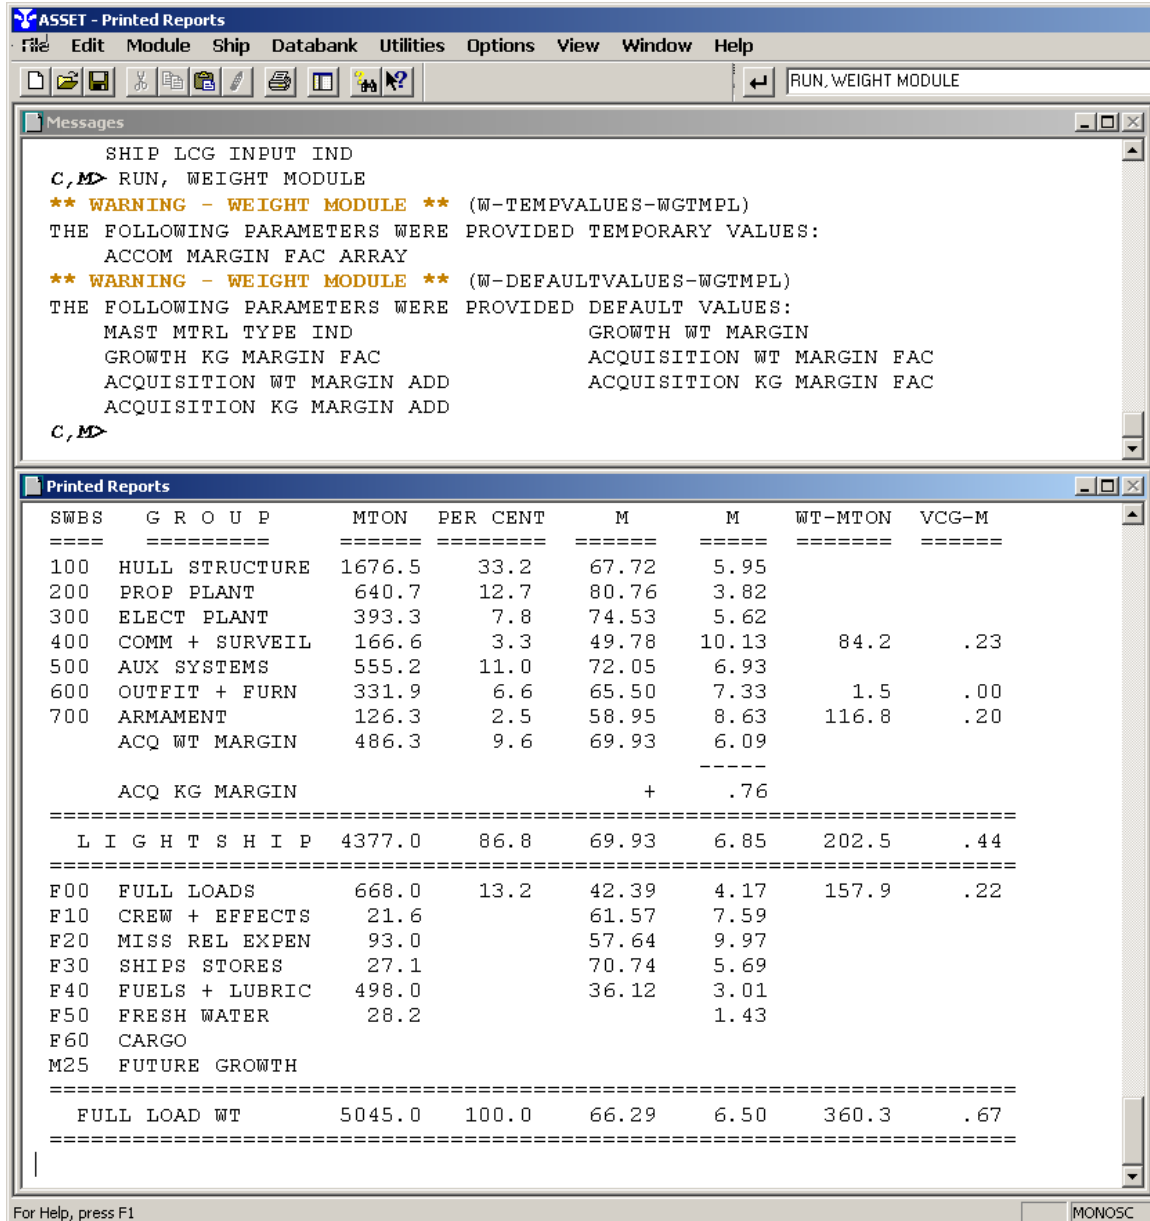 ASSET - Printed Reports
File Edit Module Ship Databank Utilities Options View Window Help
RUN, WEIGHT MODULE
Messages
SHIP LCG INPUT IND
C,M> RUN, WEIGHT MODULE
** WARNING - WEIGHT MODULE ** (W-TEMPVALUES-WGTMPL)
THE FOLLOWING PARAMETERS WERE PROVIDED TEMPORARY VALUES:
ACCOM MARGIN FAC ARRAY
** WARNING - WEIGHT MODULE ** (W-DEFAULTVALUES-WGTMPL)
THE FOLLOWING PARAMETERS WERE PROVIDED DEFAULT VALUES:
MAST MTRL TYPE IND GROWTH WT MARGIN
GROWTH KG MARGIN FAC ACQUISITION WT MARGIN FAC
ACQUISITION WT MARGIN ADD ACQUISITION KG MARGIN FAC
ACQUISITION KG MARGIN ADD
C,M>
Printed Reports
SWBS G R O U P MTON PER CENT M M WT-MTON VCG-M
==== ========= ====== ======== ====== ===== ======= ======
100 HULL STRUCTURE 1676.5 33.2 67.72 5.95
200 PROP PLANT 640.7 12.7 80.76 3.82
300 ELECT PLANT 393.3 7.8 74.53 5.62
400 COMM + SURVEIL 166.6 3.3 49.78 10.13 84.2 .23
500 AUX SYSTEMS 555.2 11.0 72.05 6.93
600 OUTFIT + FURN 331.9 6.6 65.50 7.33 1.5 .00
700 ARMAMENT 126.3 2.5 58.95 8.63 116.8 .20
ACQ WT MARGIN 486.3 9.6 69.93 6.09
-----
ACQ KG MARGIN + .76
=======================================================================
L I G H T S H I P 4377.0 86.8 69.93 6.85 202.5 .44
=======================================================================
F00 FULL LOADS 668.0 13.2 42.39 4.17 157.9 .22
F10 CREW + EFFECTS 21.6 61.57 7.59
F20 MISS REL EXPEN 93.0 57.64 9.97
F30 SHIPS STORES 27.1 70.74 5.69
F40 FUELS + LUBRIC 498.0 36.12 3.01
F50 FRESH WATER 28.2 1.43
F60 CARGO
M25 FUTURE GROWTH
=======================================================================
FULL LOAD WT 5045.0 100.0 66.29 6.50 360.3 .67
=======================================================================
For Help, press F1 MONOSC